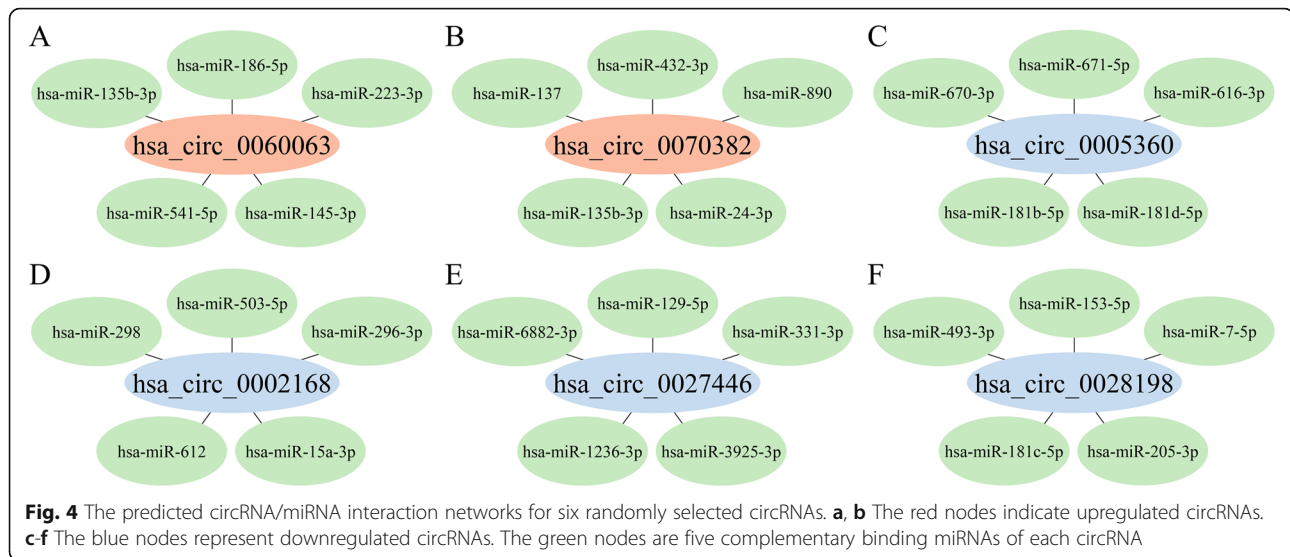 A
hsa-miR-186-5p
hsa-miR-135b-3p
hsa-miR-223-3p
hsa_circ_0060063
hsa-miR-541-5p
hsa-miR-145-3p
B
hsa-miR-432-3p
hsa-miR-137
hsa-miR-890
hsa_circ_0070382
hsa-miR-135b-3p
hsa-miR-24-3p
C
hsa-miR-671-5p
hsa-miR-670-3p
hsa-miR-616-3p
hsa_circ_0005360
hsa-miR-181b-5p
hsa-miR-181d-5p
D
hsa-miR-503-5p
hsa-miR-298
hsa-miR-296-3p
hsa_circ_0002168
hsa-miR-612
hsa-miR-15a-3p
E
hsa-miR-129-5p
hsa-miR-6882-3p
hsa-miR-331-3p
hsa_circ_0027446
hsa-miR-1236-3p
hsa-miR-3925-3p
F
hsa-miR-153-5p
hsa-miR-493-3p
hsa-miR-7-5p
hsa_circ_0028198
hsa-miR-181c-5p
hsa-miR-205-3p
Fig. 4 The predicted circRNA/miRNA interaction networks for six randomly selected circRNAs. a, b The red nodes indicate upregulated circRNAs.
c-f The blue nodes represent downregulated circRNAs. The green nodes are five complementary binding miRNAs of each circRNA